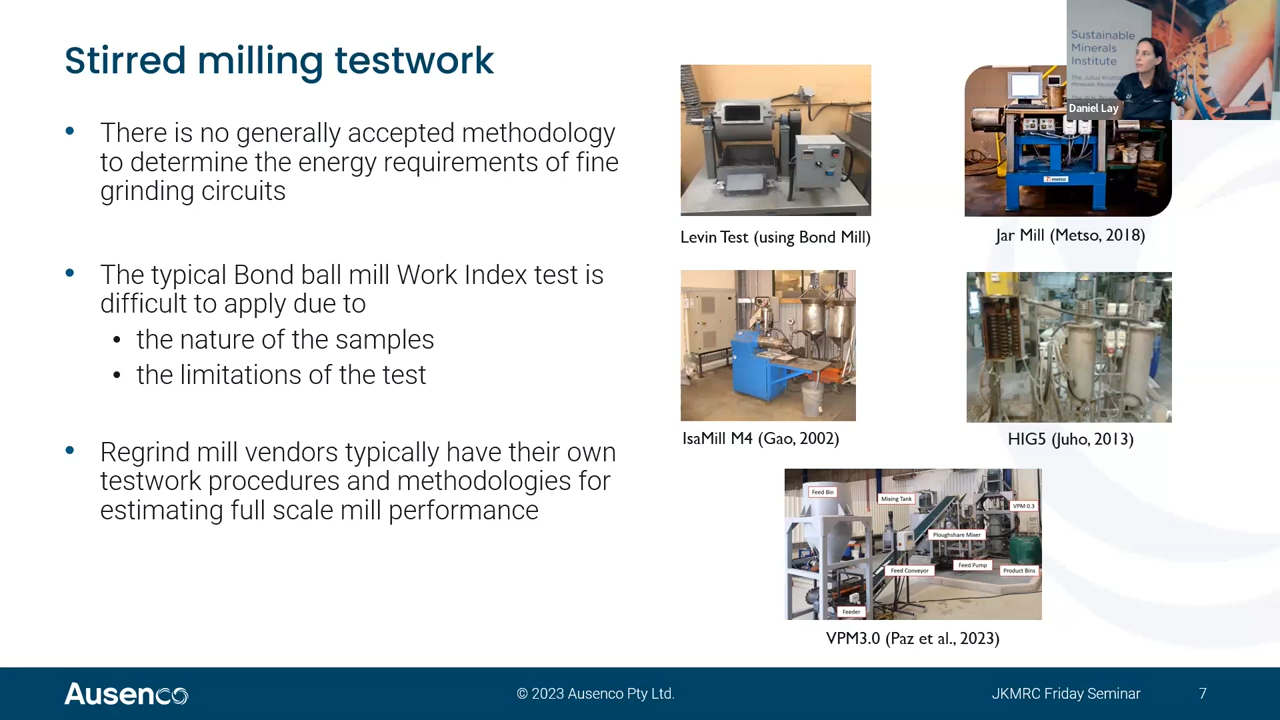 Stirred milling testwork
• There is no generally accepted methodology
to determine the energy requirements of fine
grinding circuits
• The typical Bond ball mill Work Index test is
difficult to apply due to
• the nature of the samples
• the limitations of the test
• Regrind mill vendors typically have their own
testwork procedures and methodologies for
estimating full scale mill performance
Sustainable
Minerals
Institute
Daniel Lay
metso
Levin Test (using Bond Mill)
Jar Mill (Metso, 2018)
IsaMill M4 (Gao, 2002)
HIG5 (Juho, 2013)
Feed Bin
Mixing Tank
VPM 0.3
Ploughshare Mixer
Feed Conveyor
Feed Pump
Product Bins
Feeder
VPM3.0 (Paz et al., 2023)
Ausenco
© 2023 Ausenco Pty Ltd.
JKMRC Friday Seminar
7